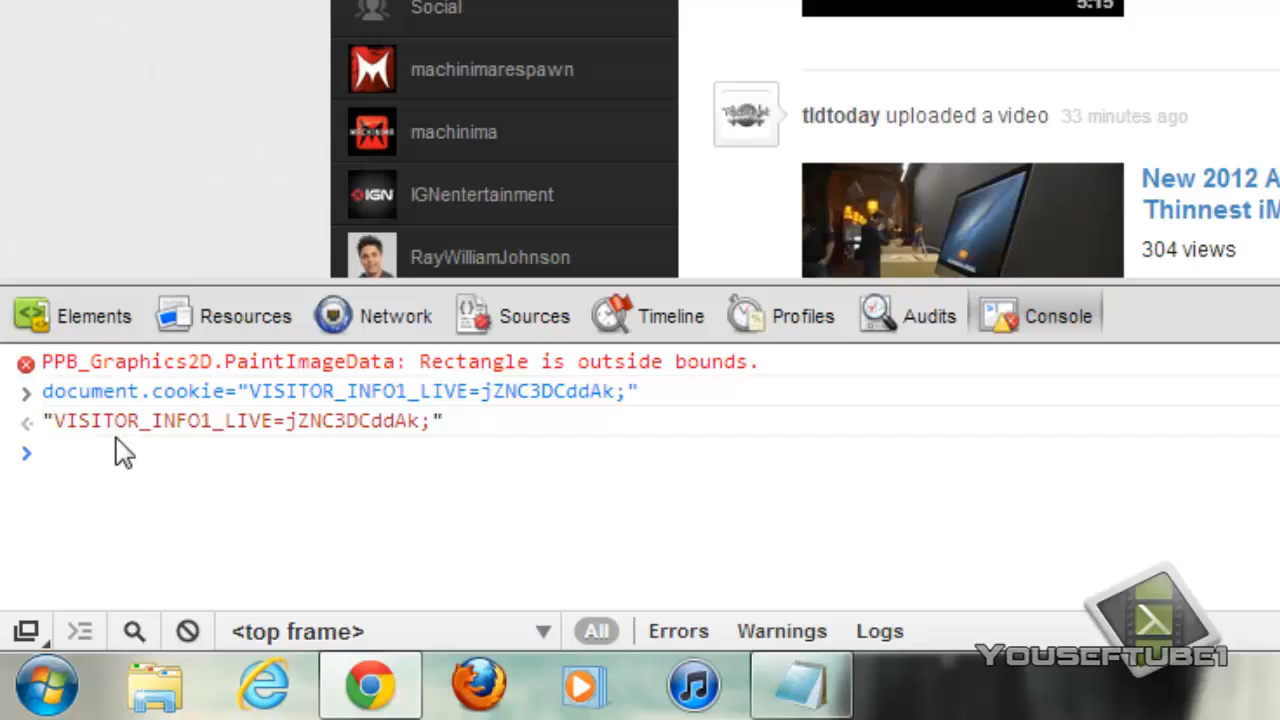 Social
5:15
machinimarespawn
tldtoday uploaded a video 33 minutes ago
machinima
MACHINIMA
IGNentertainment
IGN
New 2012 A
Thinnest iM
304 views
RayWilliamJohnson
Elements Resources Network Sources Timeline Profiles Audits Console
PPB_Graphics2D.PaintImageData: Rectangle is outside bounds.
> document.cookie="VISITOR_INFO1_LIVE=jZNC3DCddAk;"
"VISITOR_INFO1_LIVE=jZNC3DCddAk;"
>
<top frame> All Errors Warnings Logs
YOUSEFTUBE1